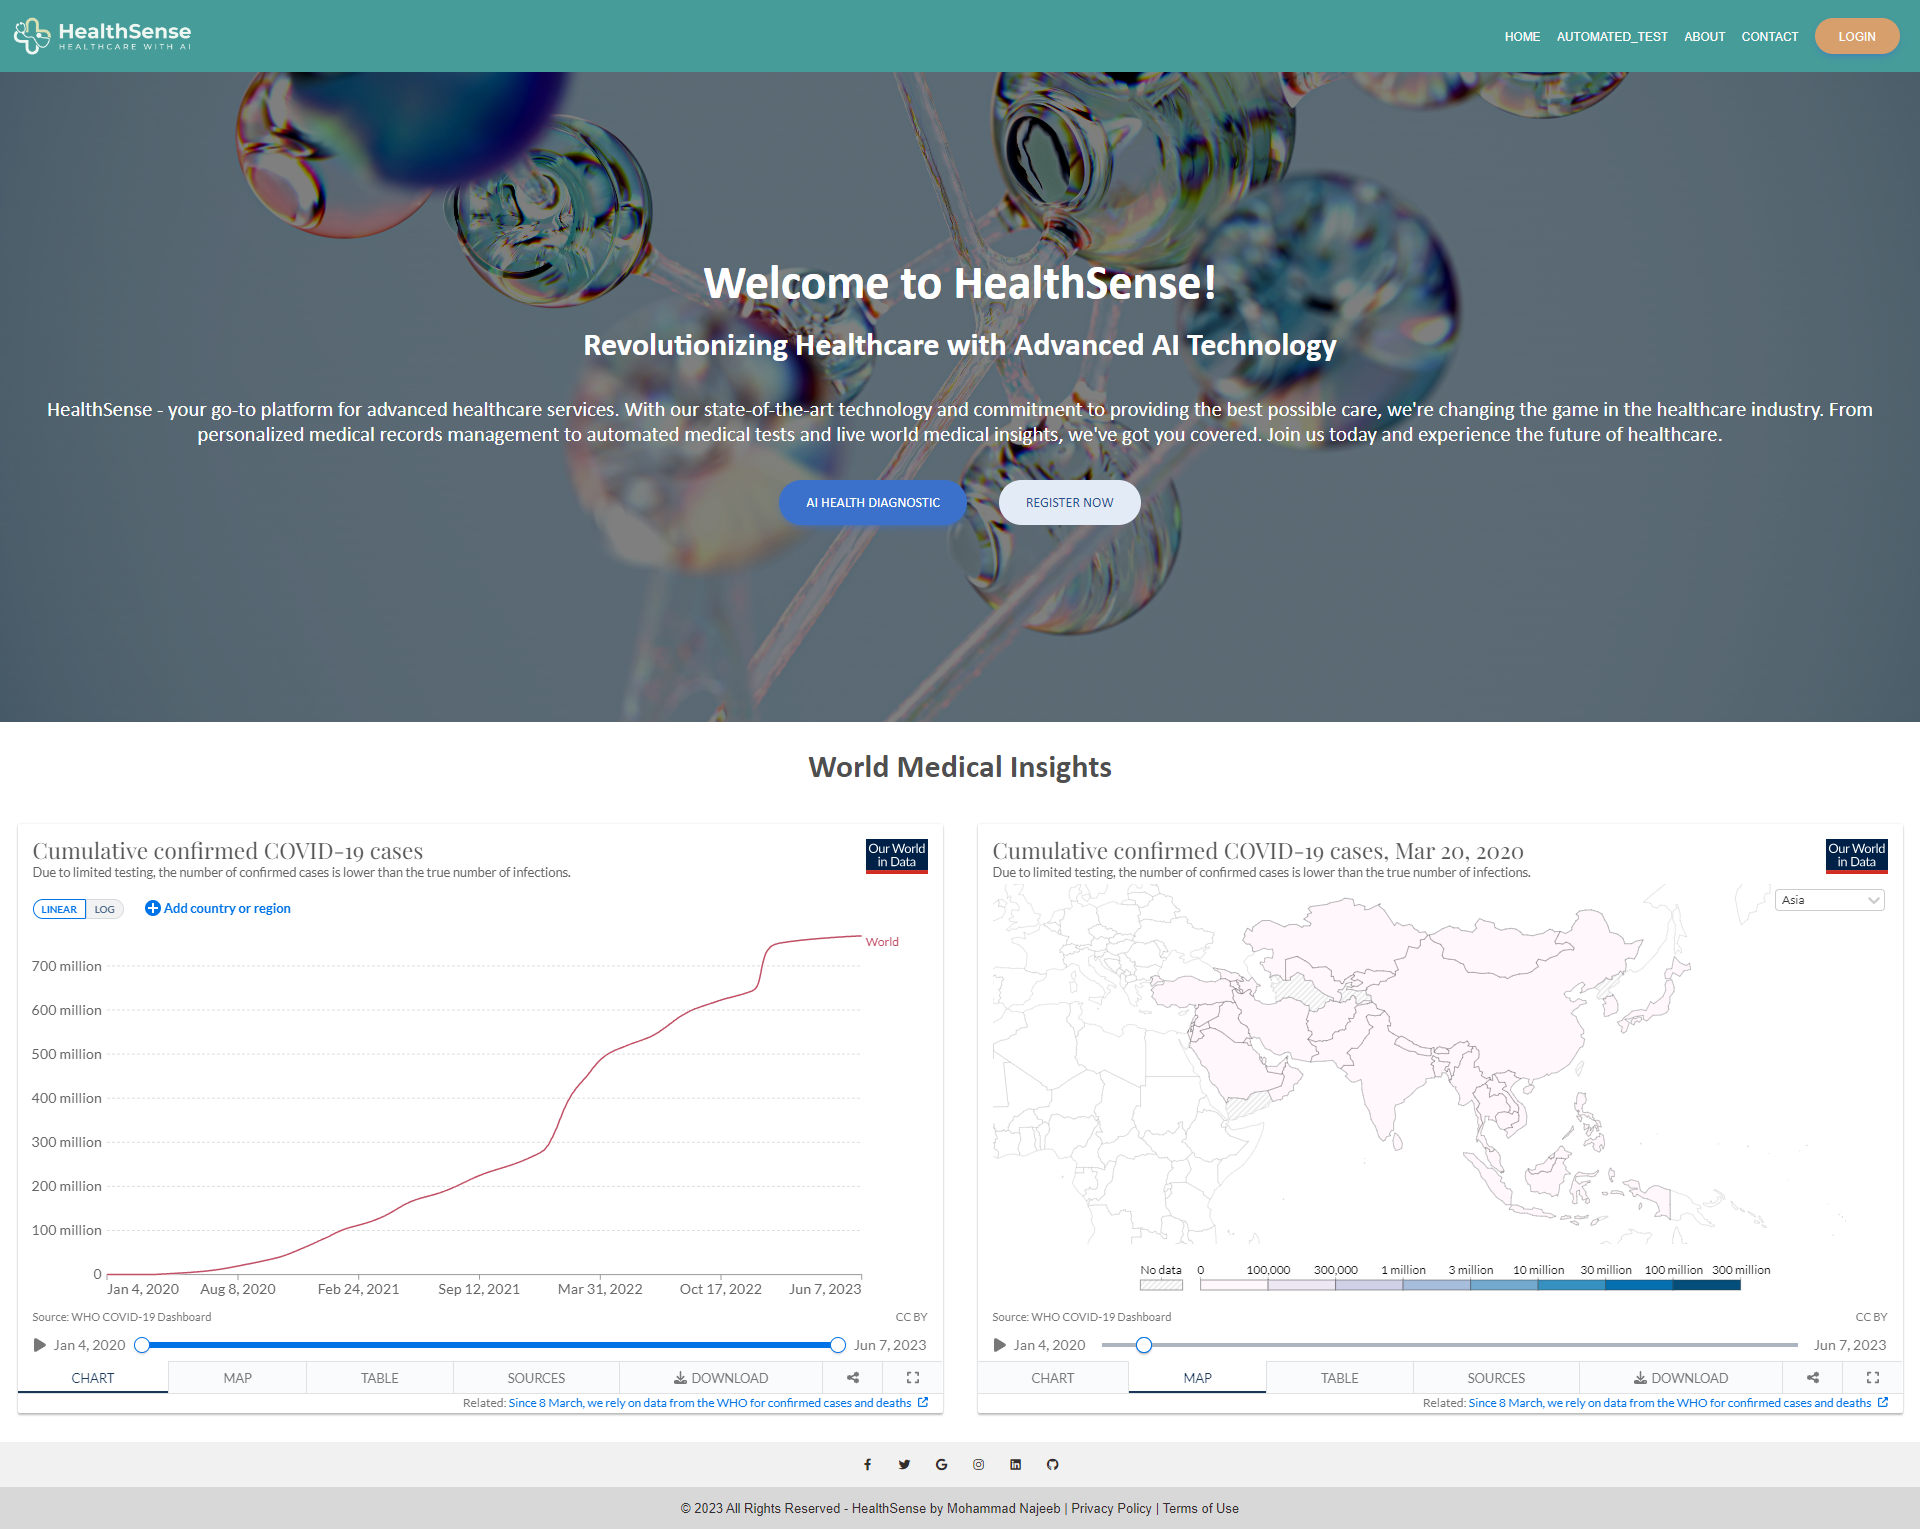 HealthSense
HEALTHCARE WITH AI
HOME AUTOMATED_TEST ABOUT CONTACT LOGIN
Welcome to HealthSense!
Revolutionizing Healthcare with Advanced AI Technology
HealthSense - your go-to platform for advanced healthcare services. With our state-of-the-art technology and commitment to providing the best possible care, we're changing the game in the healthcare industry. From
personalized medical records management to automated medical tests and live world medical insights, we've got you covered. Join us today and experience the future of healthcare.
AI HEALTH DIAGNOSTIC REGISTER NOW
World Medical Insights
Cumulative confirmed COVID-19 cases
Due to limited testing, the number of confirmed cases is lower than the true number of infections.
Our World
in Data
LINEAR LOG Add country or region
World
700 million
600 million
500 million
400 million
300 million
200 million
100 million
0
Jan 4, 2020 Aug 8, 2020 Feb 24, 2021 Sep 12, 2021 Mar 31, 2022 Oct 17, 2022 Jun 7, 2023
Source: WHO COVID-19 Dashboard CC BY
Jan 4, 2020 Jun 7, 2023
CHART MAP TABLE SOURCES DOWNLOAD
Related: Since 8 March, we rely on data from the WHO for confirmed cases and deaths
Cumulative confirmed COVID-19 cases, Mar 20, 2020
Due to limited testing, the number of confirmed cases is lower than the true number of infections.
Our World
in Data
Asia
No data 0 100,000 300,000 1 million 3 million 10 million 30 million 100 million 300 million
Source: WHO COVID-19 Dashboard CC BY
Jan 4, 2020 Jun 7, 2023
CHART MAP TABLE SOURCES DOWNLOAD
Related: Since 8 March, we rely on data from the WHO for confirmed cases and deaths
© 2023 All Rights Reserved - HealthSense by Mohammad Najeeb | Privacy Policy | Terms of Use